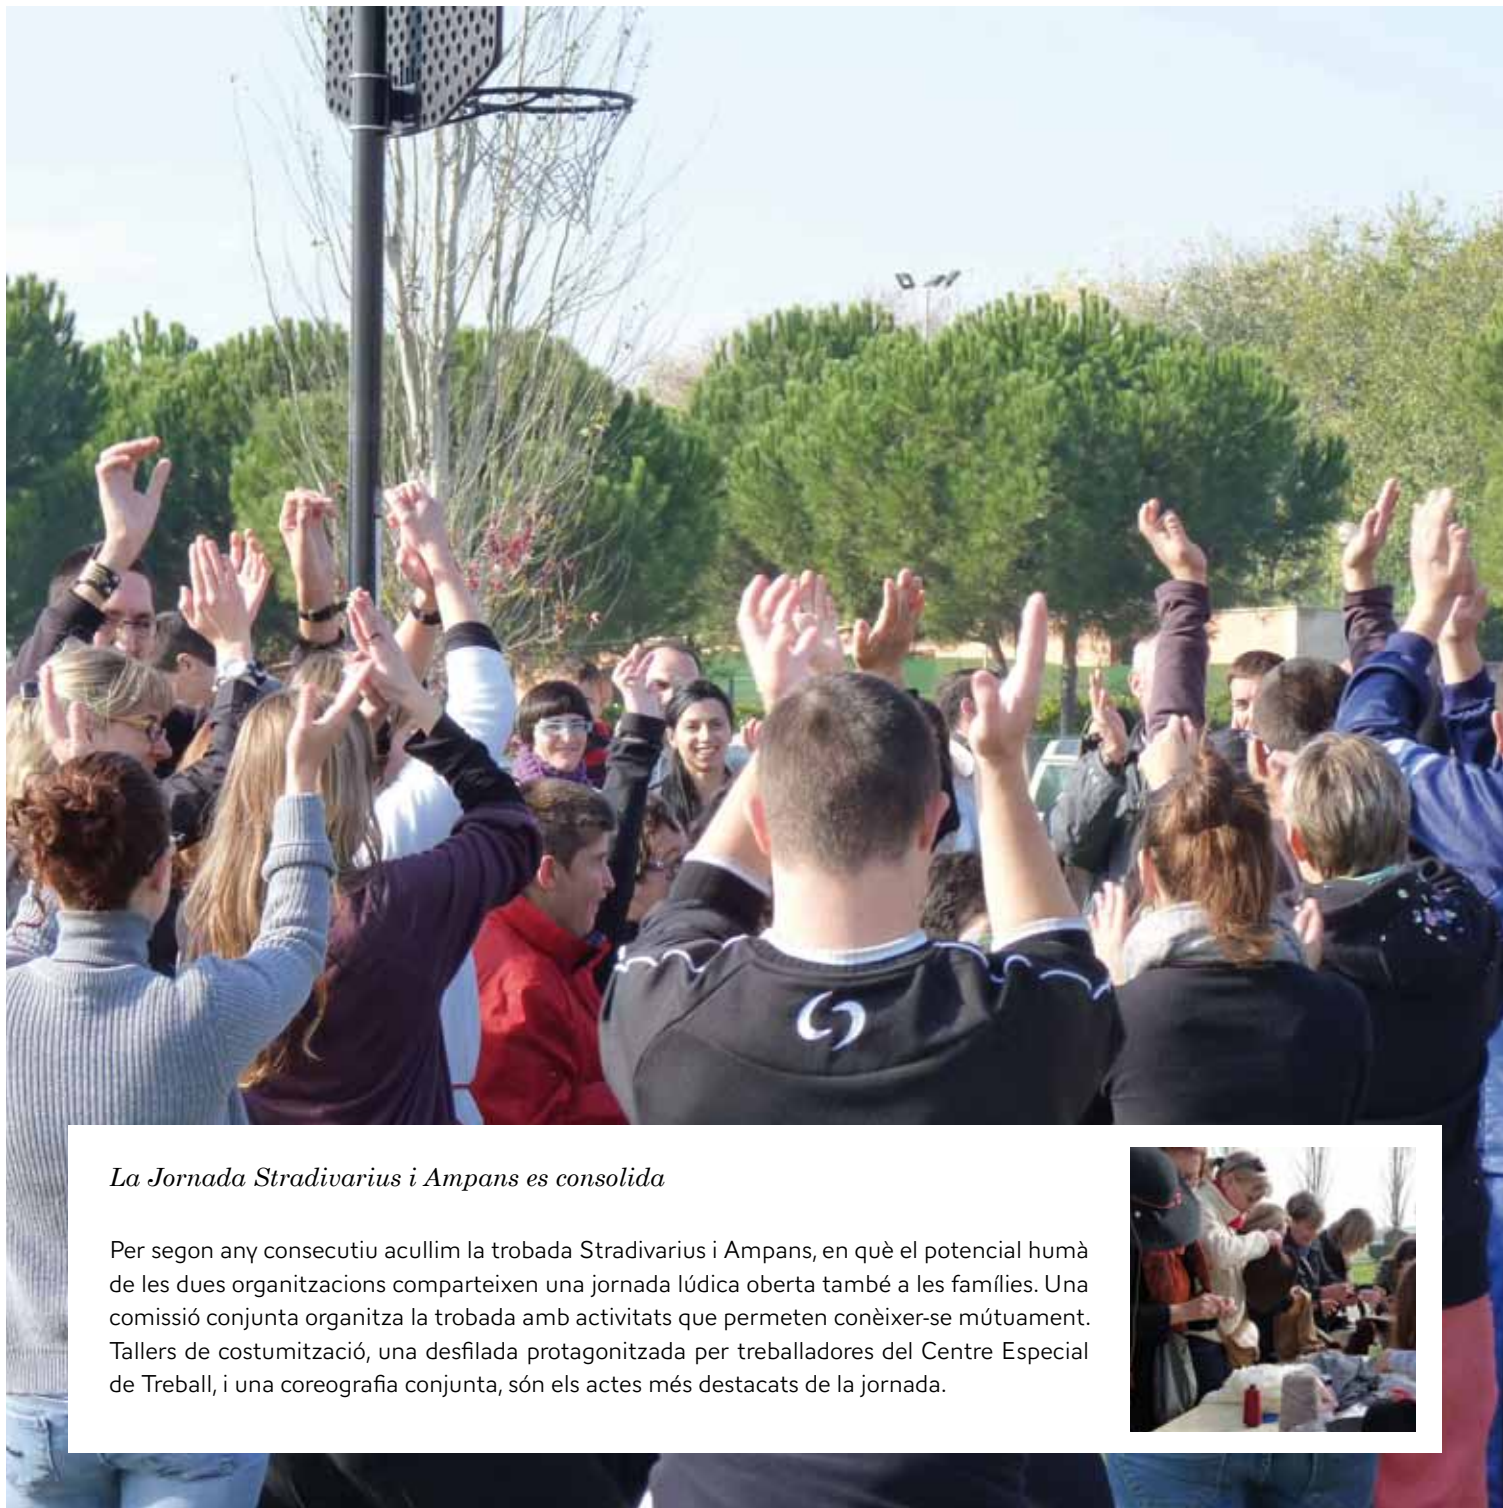 La Jornada Stradivarius i Ampans es consolida
Per segon any consecutiu acullim la trobada Stradivarius i Ampans, en què el potencial humà
de les dues organitzacions comparteixen una jornada lúdica oberta també a les famílies. Una
comissió conjunta organitza la trobada amb activitats que permeten conèixer-se mútuament.
Tallers de costumització, una desfilada protagonitzada per treballadores del Centre Especial
de Treball, i una coreografia conjunta, són els actes més destacats de la jornada.